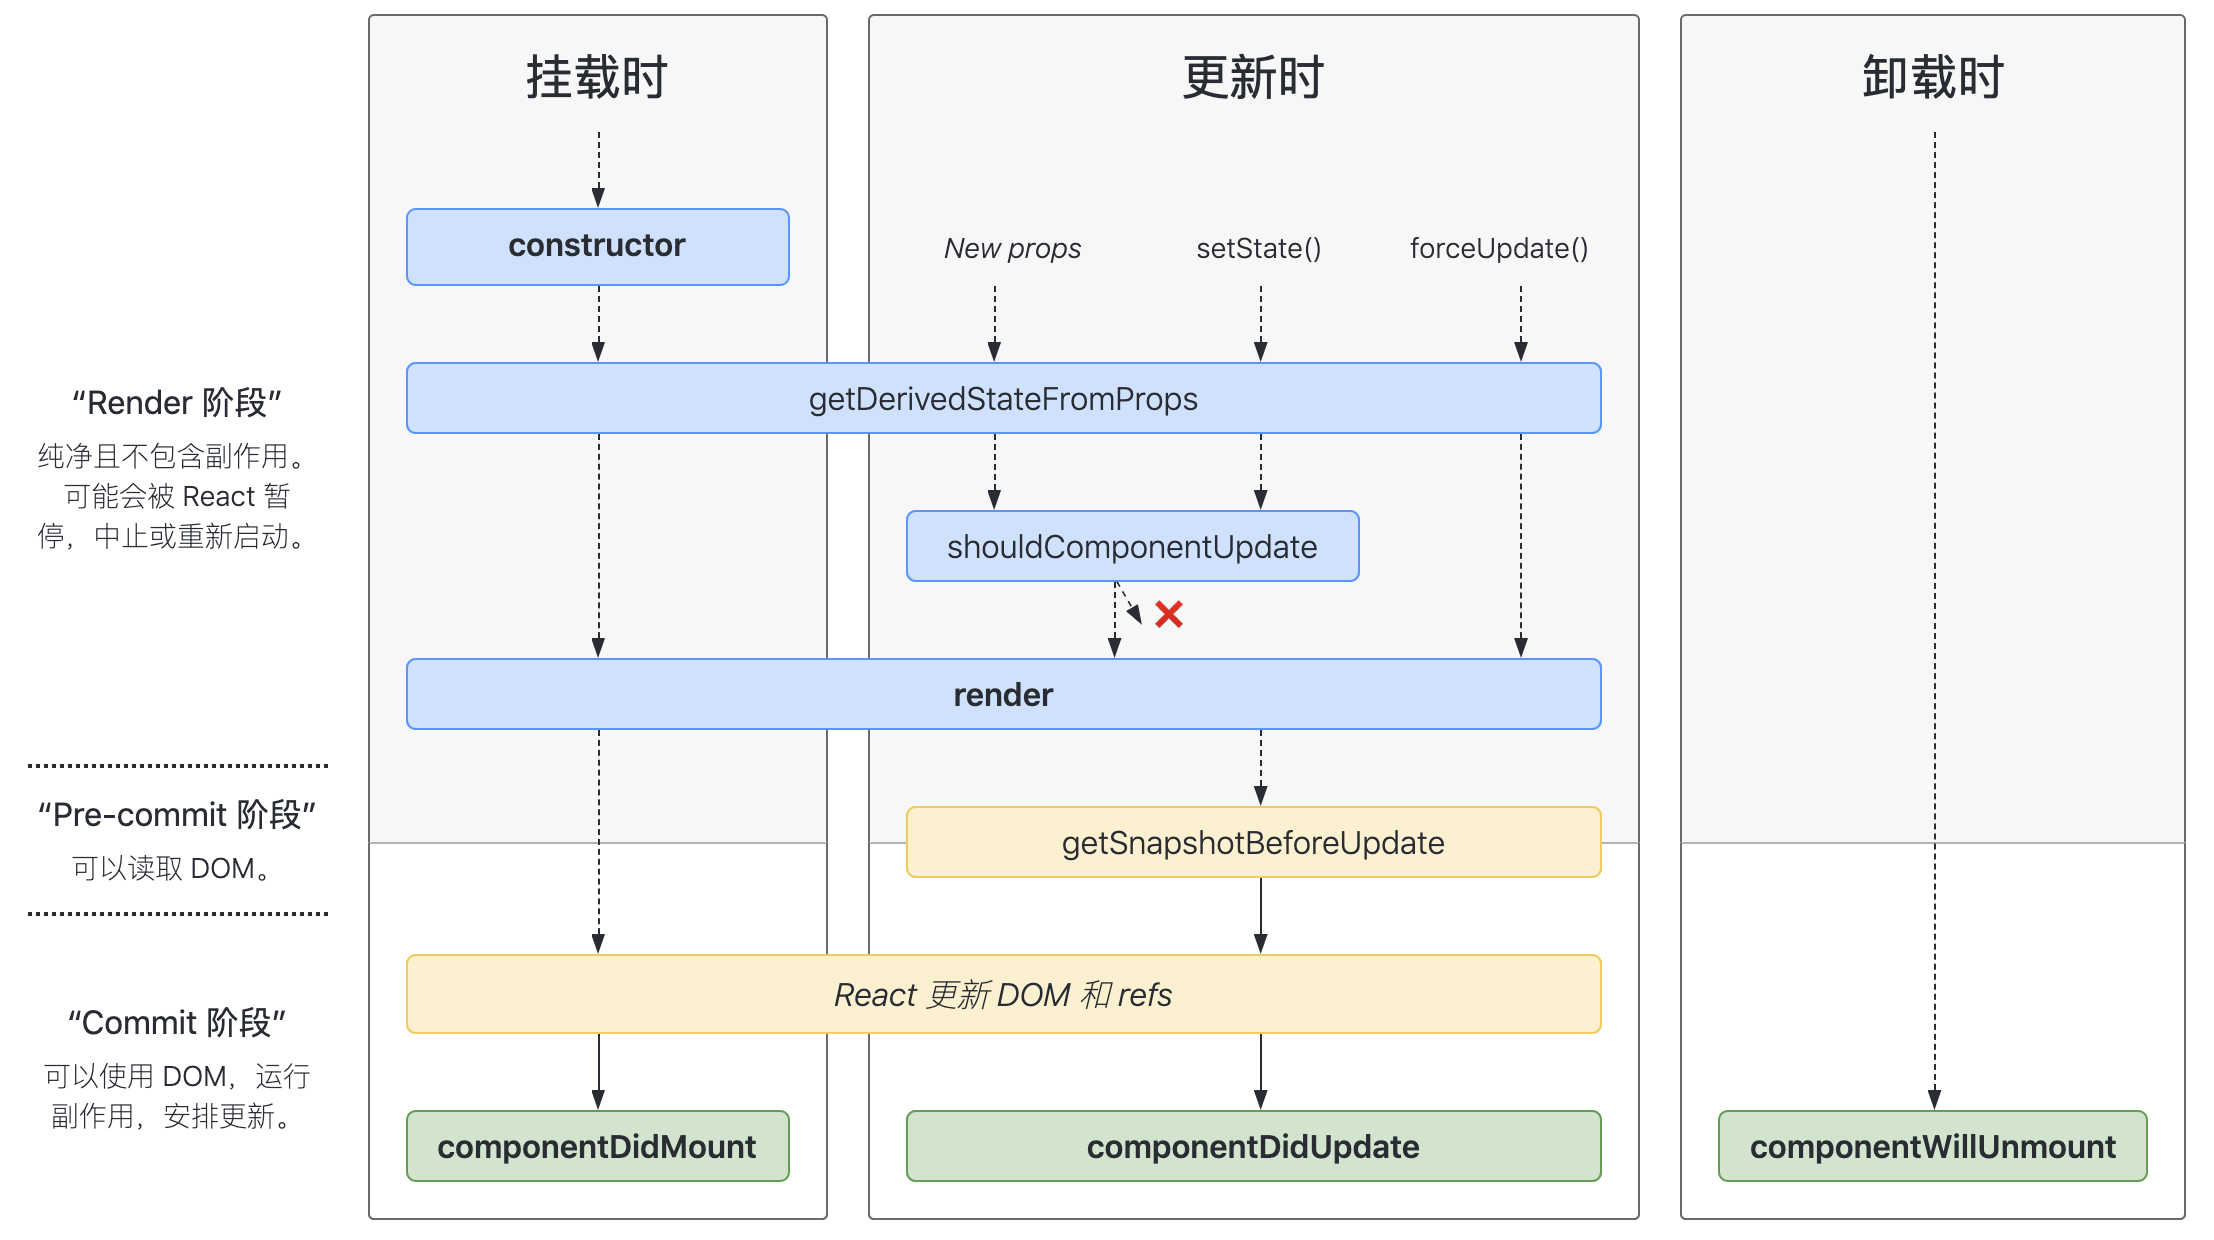 挂载时
更新时
卸载时
constructor
New props
setState()
forceUpdate()
getDerivedStateFromProps
“Render 阶段”
纯净且不包含副作用。
可能会被 React 暂
停，中止或重新启动。
shouldComponentUpdate
render
“Pre-commit 阶段”
可以读取 DOM。
getSnapshotBeforeUpdate
React 更新 DOM 和 refs
“Commit 阶段”
可以使用 DOM，运行
副作用，安排更新。
componentDidMount
componentDidUpdate
componentWillUnmount